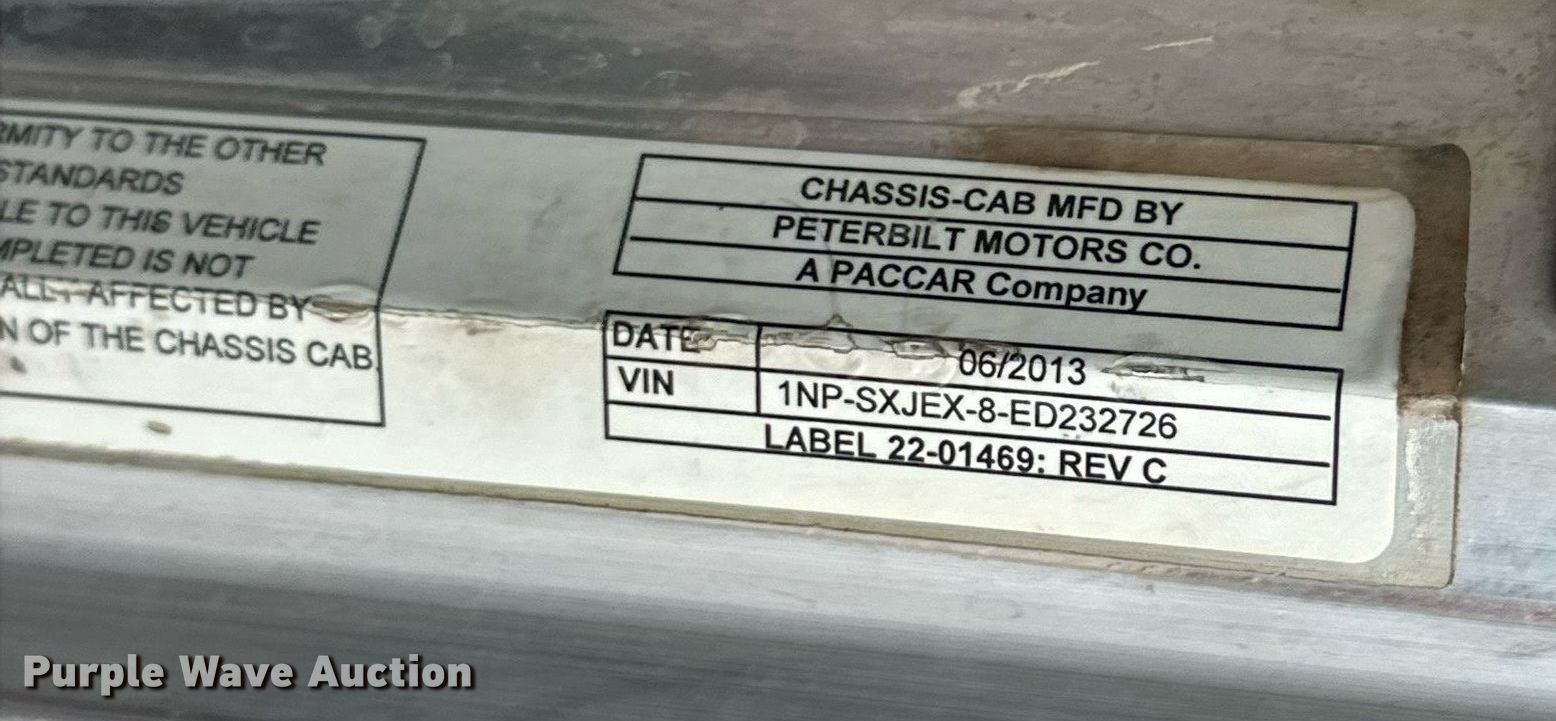 RMITY TO THE OTHER
STANDARDS
LE TO THIS VEHICLE
MPLETED IS NOT
ALLY AFFECTED BY
N OF THE CHASSIS CAB
CHASSIS-CAB MFD BY
PETERBILT MOTORS CO.
A PACCAR Company
DATE 06/2013
VIN 1NP-SXJEX-8-ED232726
LABEL 22-01469: REV C
Purple Wave Auction